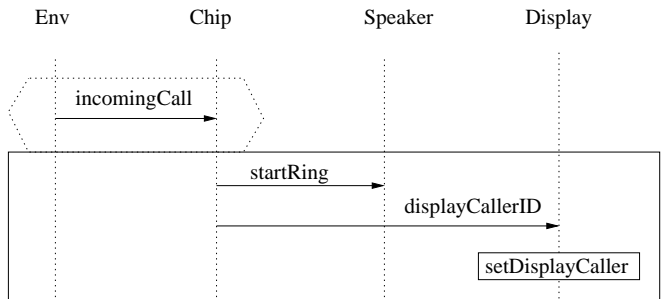 Env Chip Speaker Display
incomingCall
startRing
displayCallerID
setDisplayCaller